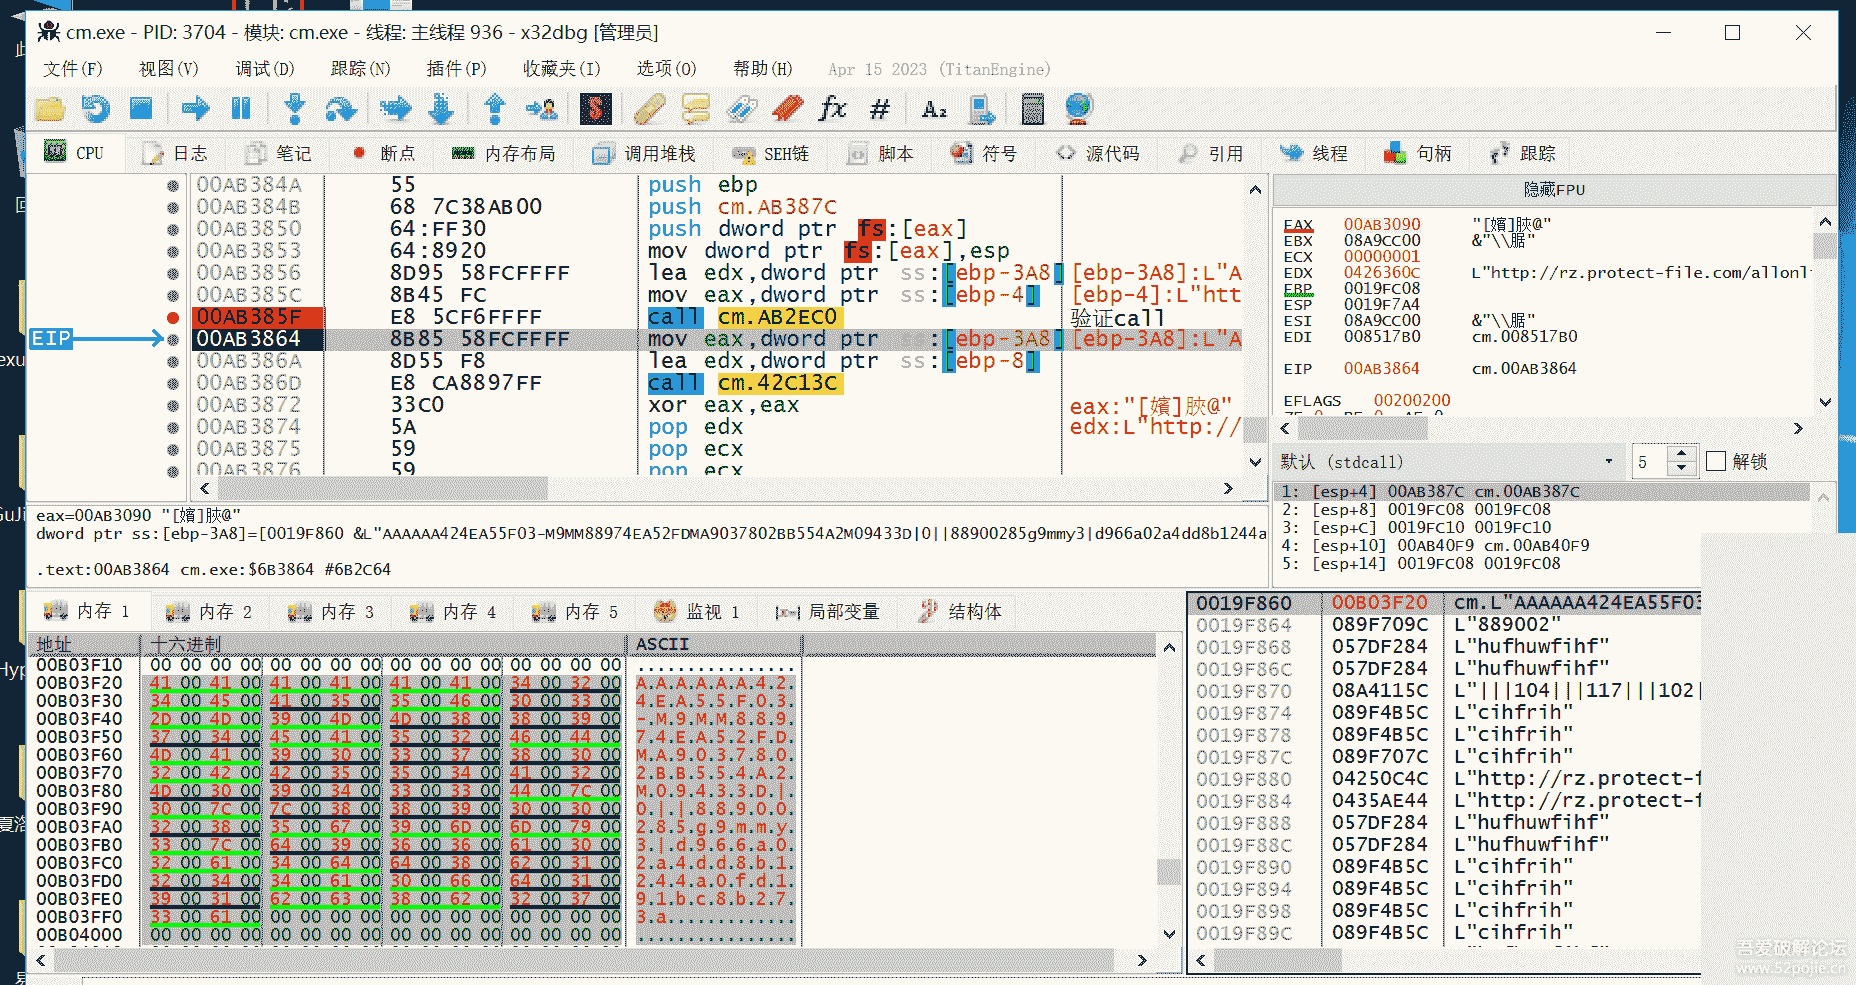 cm.exe - PID: 3704 - 模块: cm.exe - 线程: 主线程 936 - x32dbg [管理员]
文件(F) 视图(V) 调试(D) 跟踪(N) 插件(P) 收藏夹(I) 选项(O) 帮助(H) Apr 15 2023 (TitanEngine)
CPU 日志 笔记 断点 内存布局 调用堆栈 SEH链 脚本 符号 源代码 引用 线程 句柄 跟踪
00AB384A 55 push ebp
00AB384B 68 7C38AB00 push cm.AB387C
00AB3850 64:FF30 push dword ptr fs:[eax]
00AB3853 64:8920 mov dword ptr fs:[eax],esp
00AB3856 8D95 58FCFFFF lea edx,dword ptr ss:[ebp-3A8] [ebp-3A8]:L"A
00AB385C 8B45 FC mov eax,dword ptr ss:[ebp-4] [ebp-4]:L"htt
00AB385F E8 5CF6FFFF call cm.AB2EC0 验证call
EIP 00AB3864 8B85 58FCFFFF mov eax,dword ptr ss:[ebp-3A8] [ebp-3A8]:L"A
00AB386A 8D55 F8 lea edx,dword ptr ss:[ebp-8]
00AB386D E8 CA8897FF call cm.42C13C
00AB3872 33C0 xor eax,eax eax:"[嬪]脥@"
00AB3874 5A pop edx edx:L"http://
00AB3875 59 pop ecx
00AB3876 59 pop ecx
隐藏FPU
EAX 00AB3090 "[嬪]脥@"
EBX 08A9CC00 &"\\腒"
ECX 00000001
EDX 0426360C L"http://rz.protect-file.com/allonl
EBP 0019FC08
ESP 0019F7A4
ESI 08A9CC00 &"\\腒"
EDI 008517B0 cm.008517B0
EIP 00AB3864 cm.00AB3864
EFLAGS 00200200
默认 (stdcall) 5 解锁
1: [esp+4] 00AB387C cm.00AB387C
2: [esp+8] 0019FC08 0019FC08
3: [esp+C] 0019FC10 0019FC10
4: [esp+10] 00AB40F9 cm.00AB40F9
5: [esp+14] 0019FC08 0019FC08
eax=00AB3090 "[嬪]脥@"
dword ptr ss:[ebp-3A8]=[0019F860 &L"AAAAAA424EA55F03-M9MM88974EA52FDMA9037802BB554A2M09433D|0||88900285g9mmy3|d966a02a4dd8b1244a
.text:00AB3864 cm.exe:$6B3864 #6B2C64
内存 1 内存 2 内存 3 内存 4 内存 5 监视 1 局部变量 结构体
地址 十六进制 ASCII
00B03F10 00 00 00 00 00 00 00 00 00 00 00 00 00 00 00 00 ................
00B03F20 41 00 41 00 41 00 41 00 41 00 41 00 34 00 32 00 A.A.A.A.A.A.4.2.
00B03F30 34 00 45 00 41 00 35 00 35 00 46 00 30 00 33 00 4.E.A.5.5.F.0.3.
00B03F40 2D 00 4D 00 39 00 4D 00 4D 00 38 00 38 00 39 00 -.M.9.M.M.8.8.9.
00B03F50 37 00 34 00 45 00 41 00 35 00 32 00 46 00 44 00 7.4.E.A.5.2.F.D.
00B03F60 4D 00 41 00 39 00 30 00 33 00 37 00 38 00 30 00 M.A.9.0.3.7.8.0.
00B03F70 32 00 42 00 42 00 35 00 35 00 34 00 41 00 32 00 2.B.B.5.5.4.A.2.
00B03F80 4D 00 30 00 39 00 34 00 33 00 33 00 44 00 7C 00 M.0.9.4.3.3.D.|.
00B03F90 30 00 7C 00 7C 00 38 00 38 00 39 00 30 00 30 00 0.|.|.8.8.9.0.0.
00B03FA0 32 00 38 00 35 00 67 00 39 00 6D 00 6D 00 79 00 2.8.5.g.9.m.m.y.
00B03FB0 33 00 7C 00 64 00 39 00 36 00 36 00 61 00 30 00 3.|.d.9.6.6.a.0.
00B03FC0 32 00 61 00 34 00 64 00 64 00 38 00 62 00 31 00 2.a.4.d.d.8.b.1.
00B03FD0 32 00 34 00 34 00 61 00 30 00 66 00 64 00 31 00 2.4.4.a.0.f.d.1.
00B03FE0 39 00 31 00 62 00 63 00 38 00 62 00 32 00 37 00 9.1.b.c.8.b.2.7.
00B03FF0 33 00 61 00 00 00 00 00 00 00 00 00 00 00 00 00 3.a.............
00B04000 00 00 00 00 00 00 00 00 00 00 00 00 00 00 00 00 ................
0019F860 00B03F20 cm.L"AAAAAA424EA55F03
0019F864 089F709C L"889002"
0019F868 057DF284 L"hufhuwfihf"
0019F86C 057DF284 L"hufhuwfihf"
0019F870 08A4115C L"|||104|||117|||102|
0019F874 089F4B5C L"cihfrih"
0019F878 089F4B5C L"cihfrih"
0019F87C 089F707C L"cihfrih"
0019F880 04250C4C L"http://rz.protect-f
0019F884 0435AE44 L"http://rz.protect-f
0019F888 057DF284 L"hufhuwfihf"
0019F88C 057DF284 L"hufhuwfihf"
0019F890 089F4B5C L"cihfrih"
0019F894 089F4B5C L"cihfrih"
0019F898 089F4B5C L"cihfrih"
0019F89C 089F4B5C L"cihfrih"
吾爱破解论坛
www.52pojie.cn